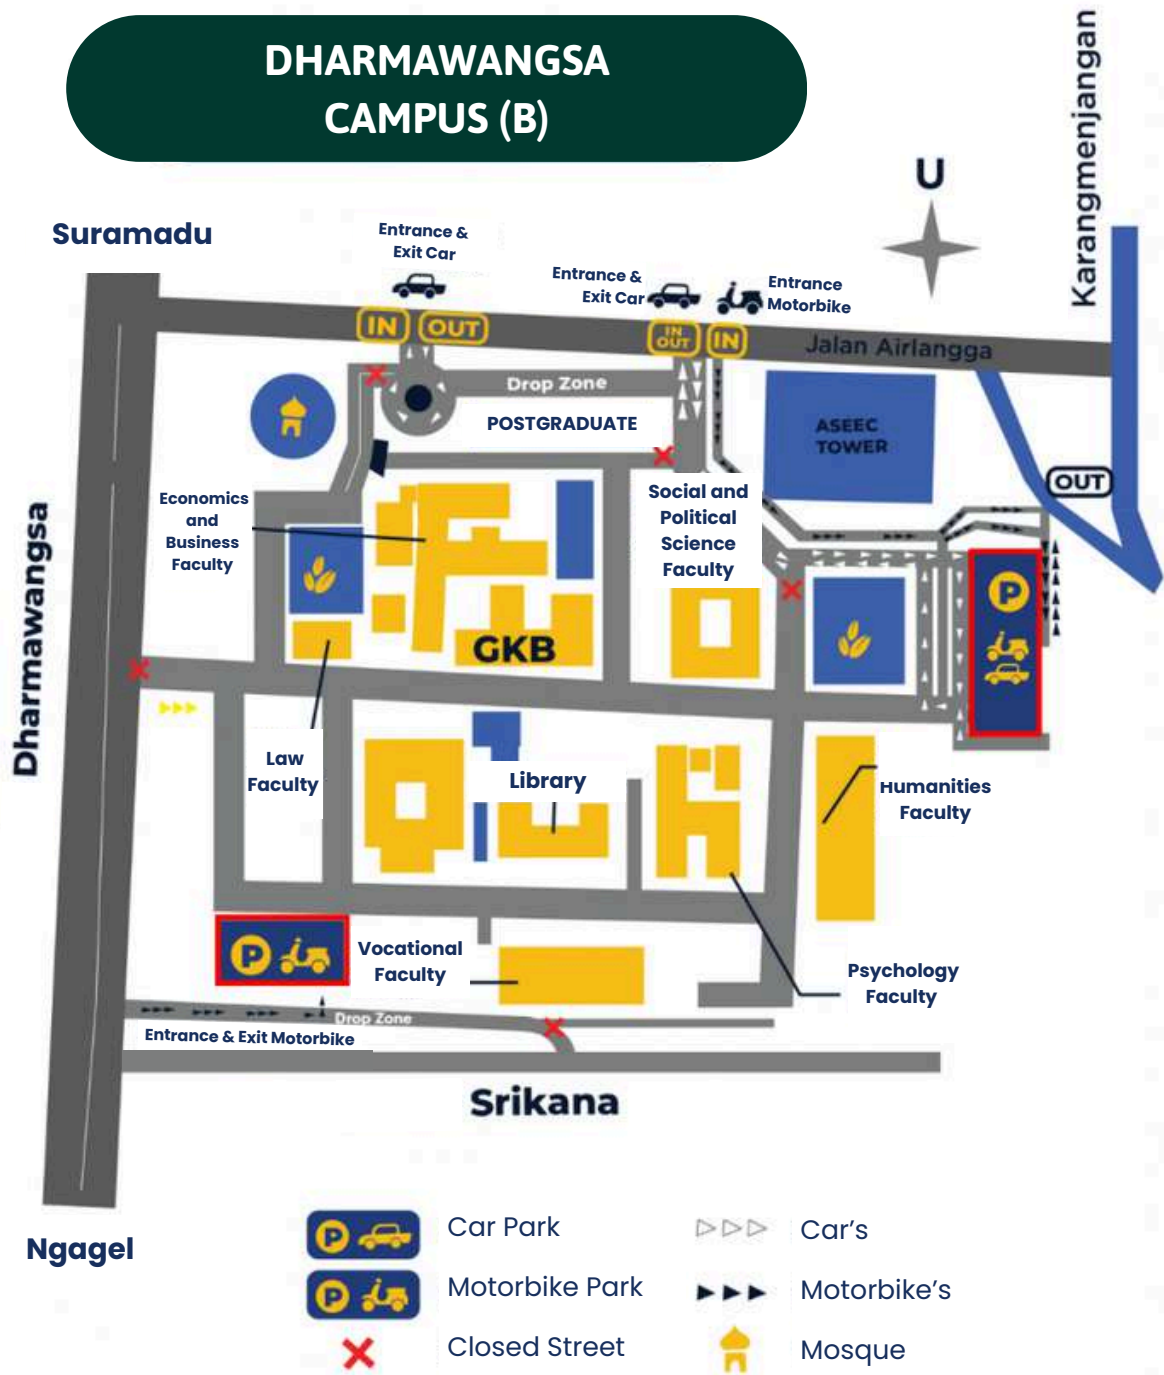 DHARMAWANGSA
CAMPUS (B)
Karangmenjangan
U
Suramadu
Entrance &
Exit Car
Entrance &
Exit Car
Entrance
Motorbike
IN
OUT
IN
OUT
IN
Jalan Airlangga
Drop Zone
POSTGRADUATE
ASEEC
TOWER
OUT
Economics
and
Business
Faculty
Social and
Political
Science
Faculty
P
GKB
Dharmawangsa
Law
Faculty
Library
Humanities
Faculty
P
Vocational
Faculty
Psychology
Faculty
Drop Zone
Entrance & Exit Motorbike
Srikana
Ngagel
P
Car Park
Car's
P
Motorbike Park
Motorbike's
Closed Street
Mosque